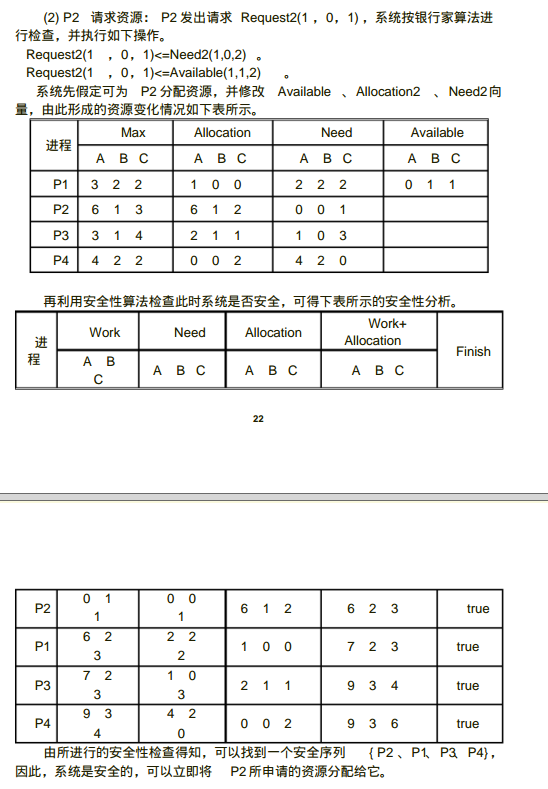 (2) P2 请求资源： P2 发出请求 Request2(1 ，0，1) ，系统按银行家算法进
行检查，并执行如下操作。
Request2(1 ，0，1)<=Need2(1,0,2) 。
Request2(1 ，0，1)<=Available(1,1,2) 。
系统先假定可为 P2 分配资源，并修改 Available 、Allocation2 、Need2向
量，由此形成的资源变化情况如下表所示。
进程 Max Allocation Need Available
A B C A B C A B C A B C
P1 3 2 2 1 0 0 2 2 2 0 1 1
P2 6 1 3 6 1 2 0 0 1
P3 3 1 4 2 1 1 1 0 3
P4 4 2 2 0 0 2 4 2 0
再利用安全性算法检查此时系统是否安全，可得下表所示的安全性分析。
进 Work Need Allocation Work+
程 Allocation Finish
A B A B C A B C A B C
C
22
P2 0 1 0 0 6 1 2 6 2 3 true
1 1
P1 6 2 2 2 1 0 0 7 2 3 true
3 2
P3 7 2 1 0 2 1 1 9 3 4 true
3 3
P4 9 3 4 2 0 0 2 9 3 6 true
4 0
由所进行的安全性检查得知，可以找到一个安全序列 { P2 、P1、P3, P4}，
因此，系统是安全的，可以立即将 P2 所申请的资源分配给它。